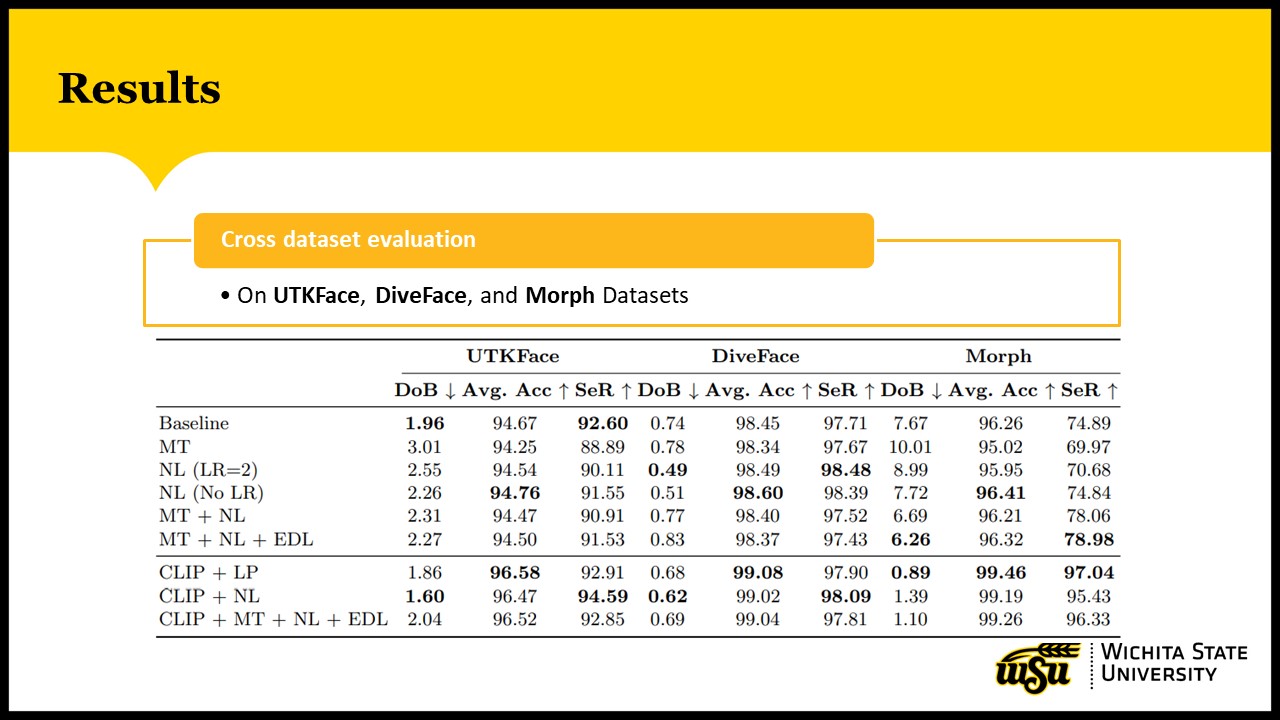 Results
Cross dataset evaluation
• On UTKFace, DiveFace, and Morph Datasets
UTKFace DiveFace Morph
DoB ↓ Avg. Acc ↑ SeR ↑ DoB ↓ Avg. Acc ↑ SeR ↑ DoB ↓ Avg. Acc ↑ SeR ↑
Baseline 1.96 94.67 92.60 0.74 98.45 97.71 7.67 96.26 74.89
MT 3.01 94.25 88.89 0.78 98.34 97.67 10.01 95.02 69.97
NL (LR=2) 2.55 94.54 90.11 0.49 98.49 98.48 8.99 95.95 70.68
NL (No LR) 2.26 94.76 91.55 0.51 98.60 98.39 7.72 96.41 74.84
MT + NL 2.31 94.47 90.91 0.77 98.40 97.52 6.69 96.21 78.06
MT + NL + EDL 2.27 94.50 91.53 0.83 98.37 97.43 6.26 96.32 78.98
CLIP + LP 1.86 96.58 92.91 0.68 99.08 97.90 0.89 99.46 97.04
CLIP + NL 1.60 96.47 94.59 0.62 99.02 98.09 1.39 99.19 95.43
CLIP + MT + NL + EDL 2.04 96.52 92.85 0.69 99.04 97.81 1.10 99.26 96.33
WSU
WICHITA STATE
UNIVERSITY